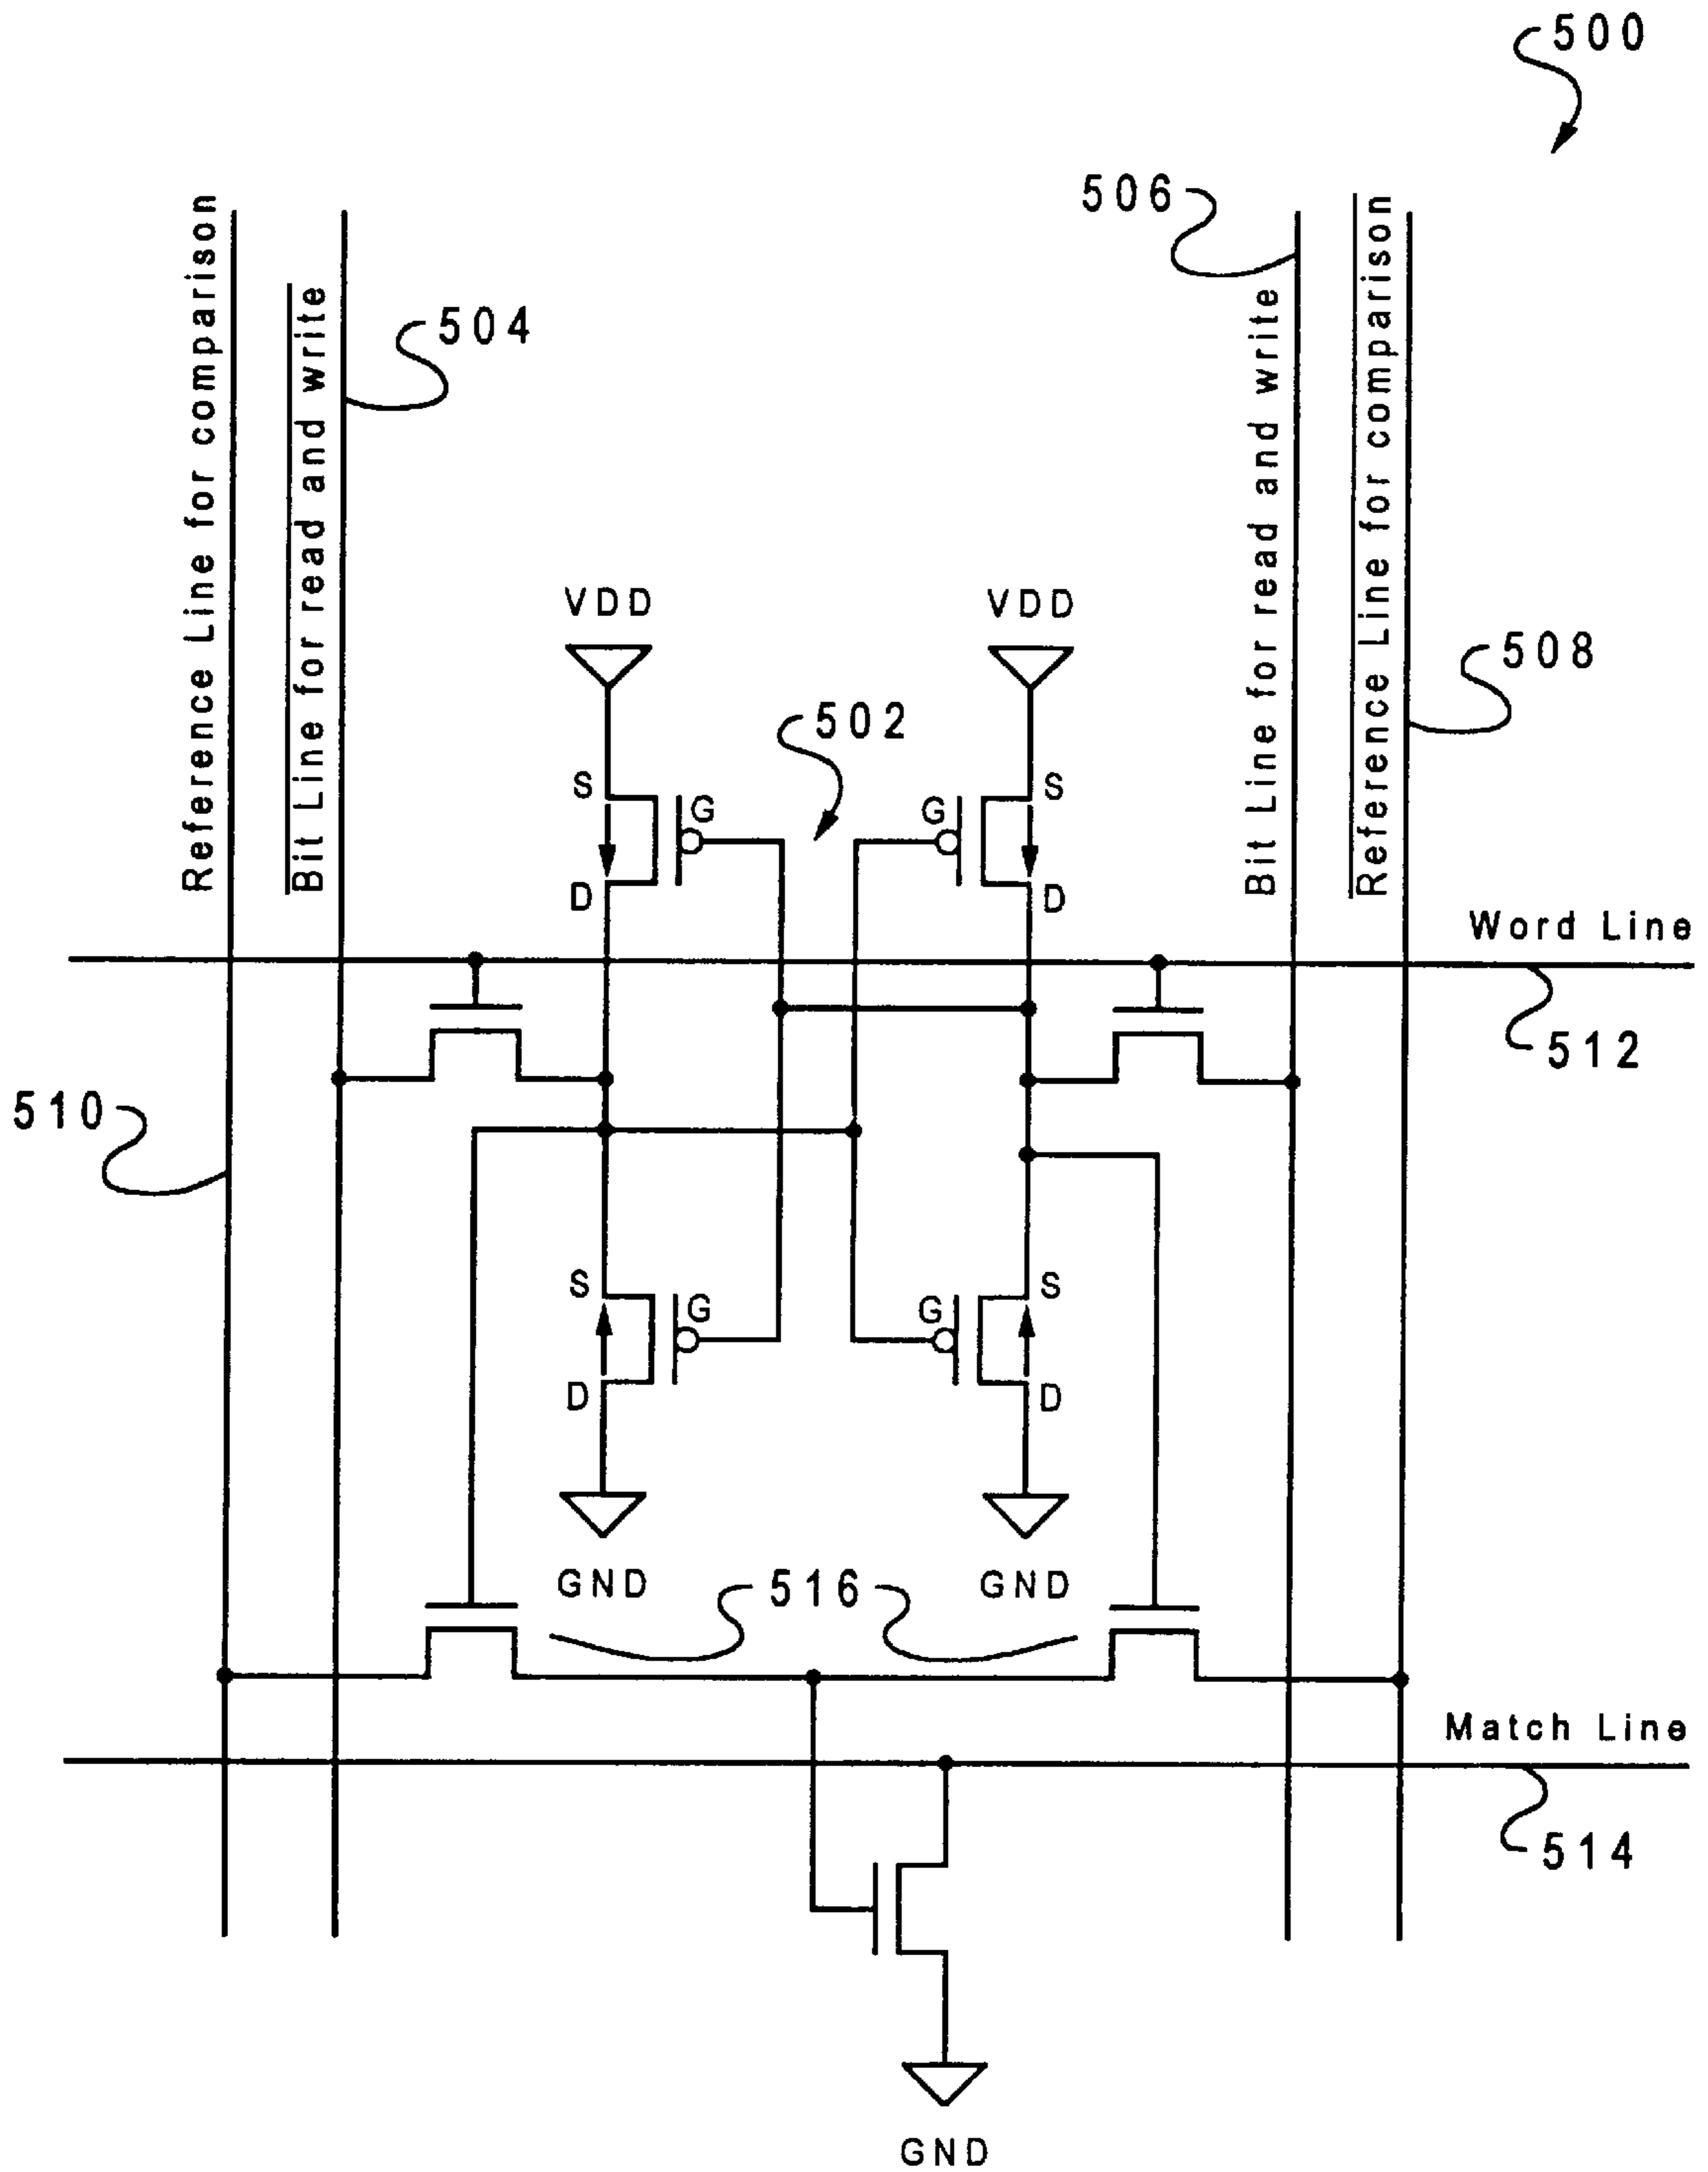 500
506
Reference Line for comparison
Bit Line for read and write
504
Bit Line for read and write
Reference Line for comparison
508
VDD
VDD
502
S
G
D
S
G
D
Word Line
512
510
S
G
D
S
G
D
GND
516
GND
Match Line
514
GND